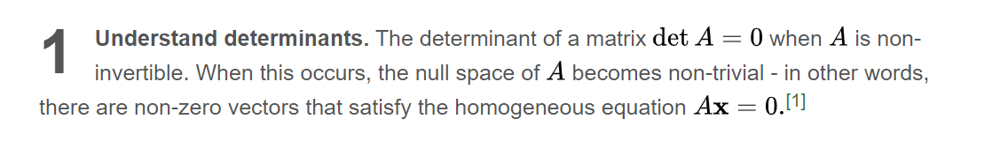 1 Understand determinants. The determinant of a matrix det A = 0 when A is non-
invertible. When this occurs, the null space of A becomes non-trivial - in other words,
there are non-zero vectors that satisfy the homogeneous equation Ax = 0.[1]